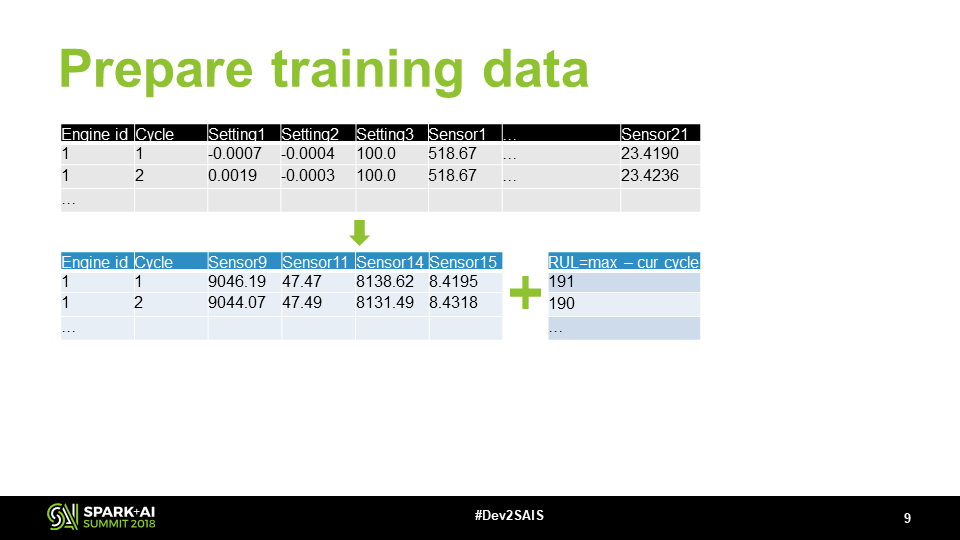 Prepare training data
Engine id Cycle Setting1 Setting2 Setting3 Sensor1 … Sensor21
1 1 -0.0007 -0.0004 100.0 518.67 … 23.4190
1 2 0.0019 -0.0003 100.0 518.67 … 23.4236
…
Engine id Cycle Sensor9 Sensor11 Sensor14 Sensor15 RUL=max – cur cycle
1 1 9046.19 47.47 8138.62 8.4195 191
1 2 9044.07 47.49 8131.49 8.4318 190
… …
SPARK+AI
SUMMIT 2018
#Dev2SAIS
9